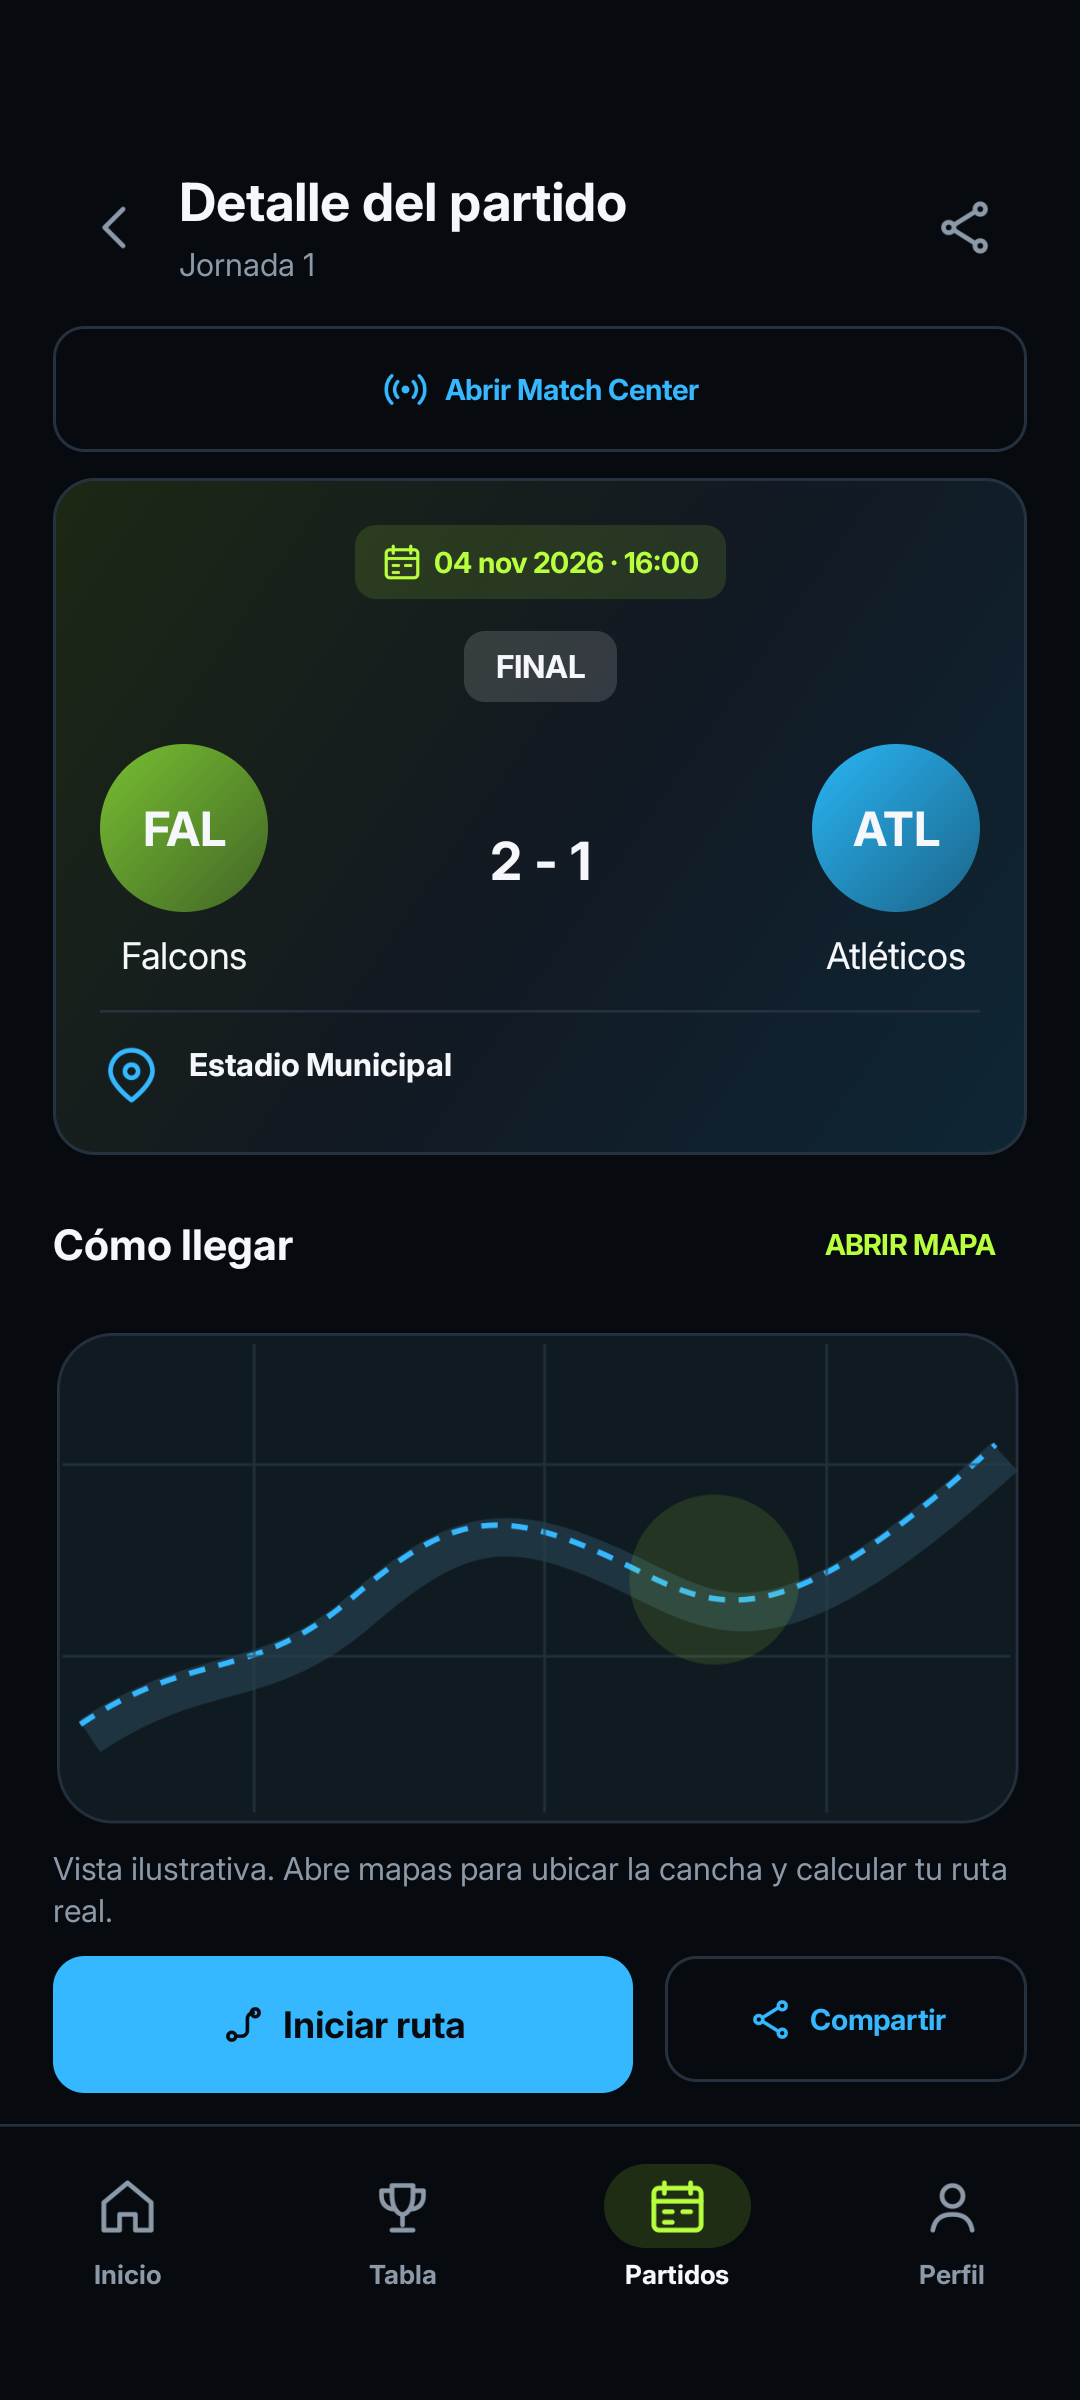 Detalle del partido
Jornada 1
Abrir Match Center
04 nov 2026 · 16:00
FINAL
FAL
2 - 1
ATL
Falcons
Atléticos
Estadio Municipal
Cómo llegar
ABRIR MAPA
Vista ilustrativa. Abre mapas para ubicar la cancha y calcular tu ruta
real.
Iniciar ruta
Compartir
Inicio
Tabla
Partidos
Perfil